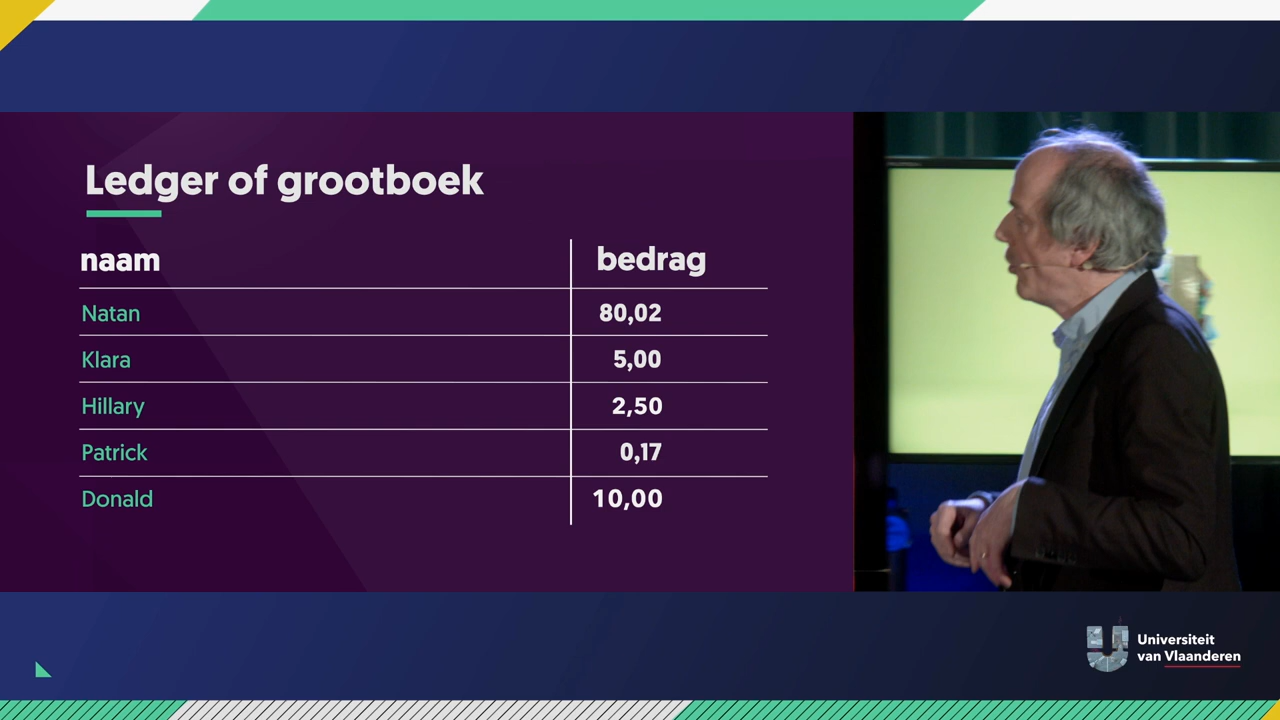 Ledger of grootboek
naam bedrag
Natan 80,02
Klara 5,00
Hillary 2,50
Patrick 0,17
Donald 10,00
Universiteit
van Vlaanderen